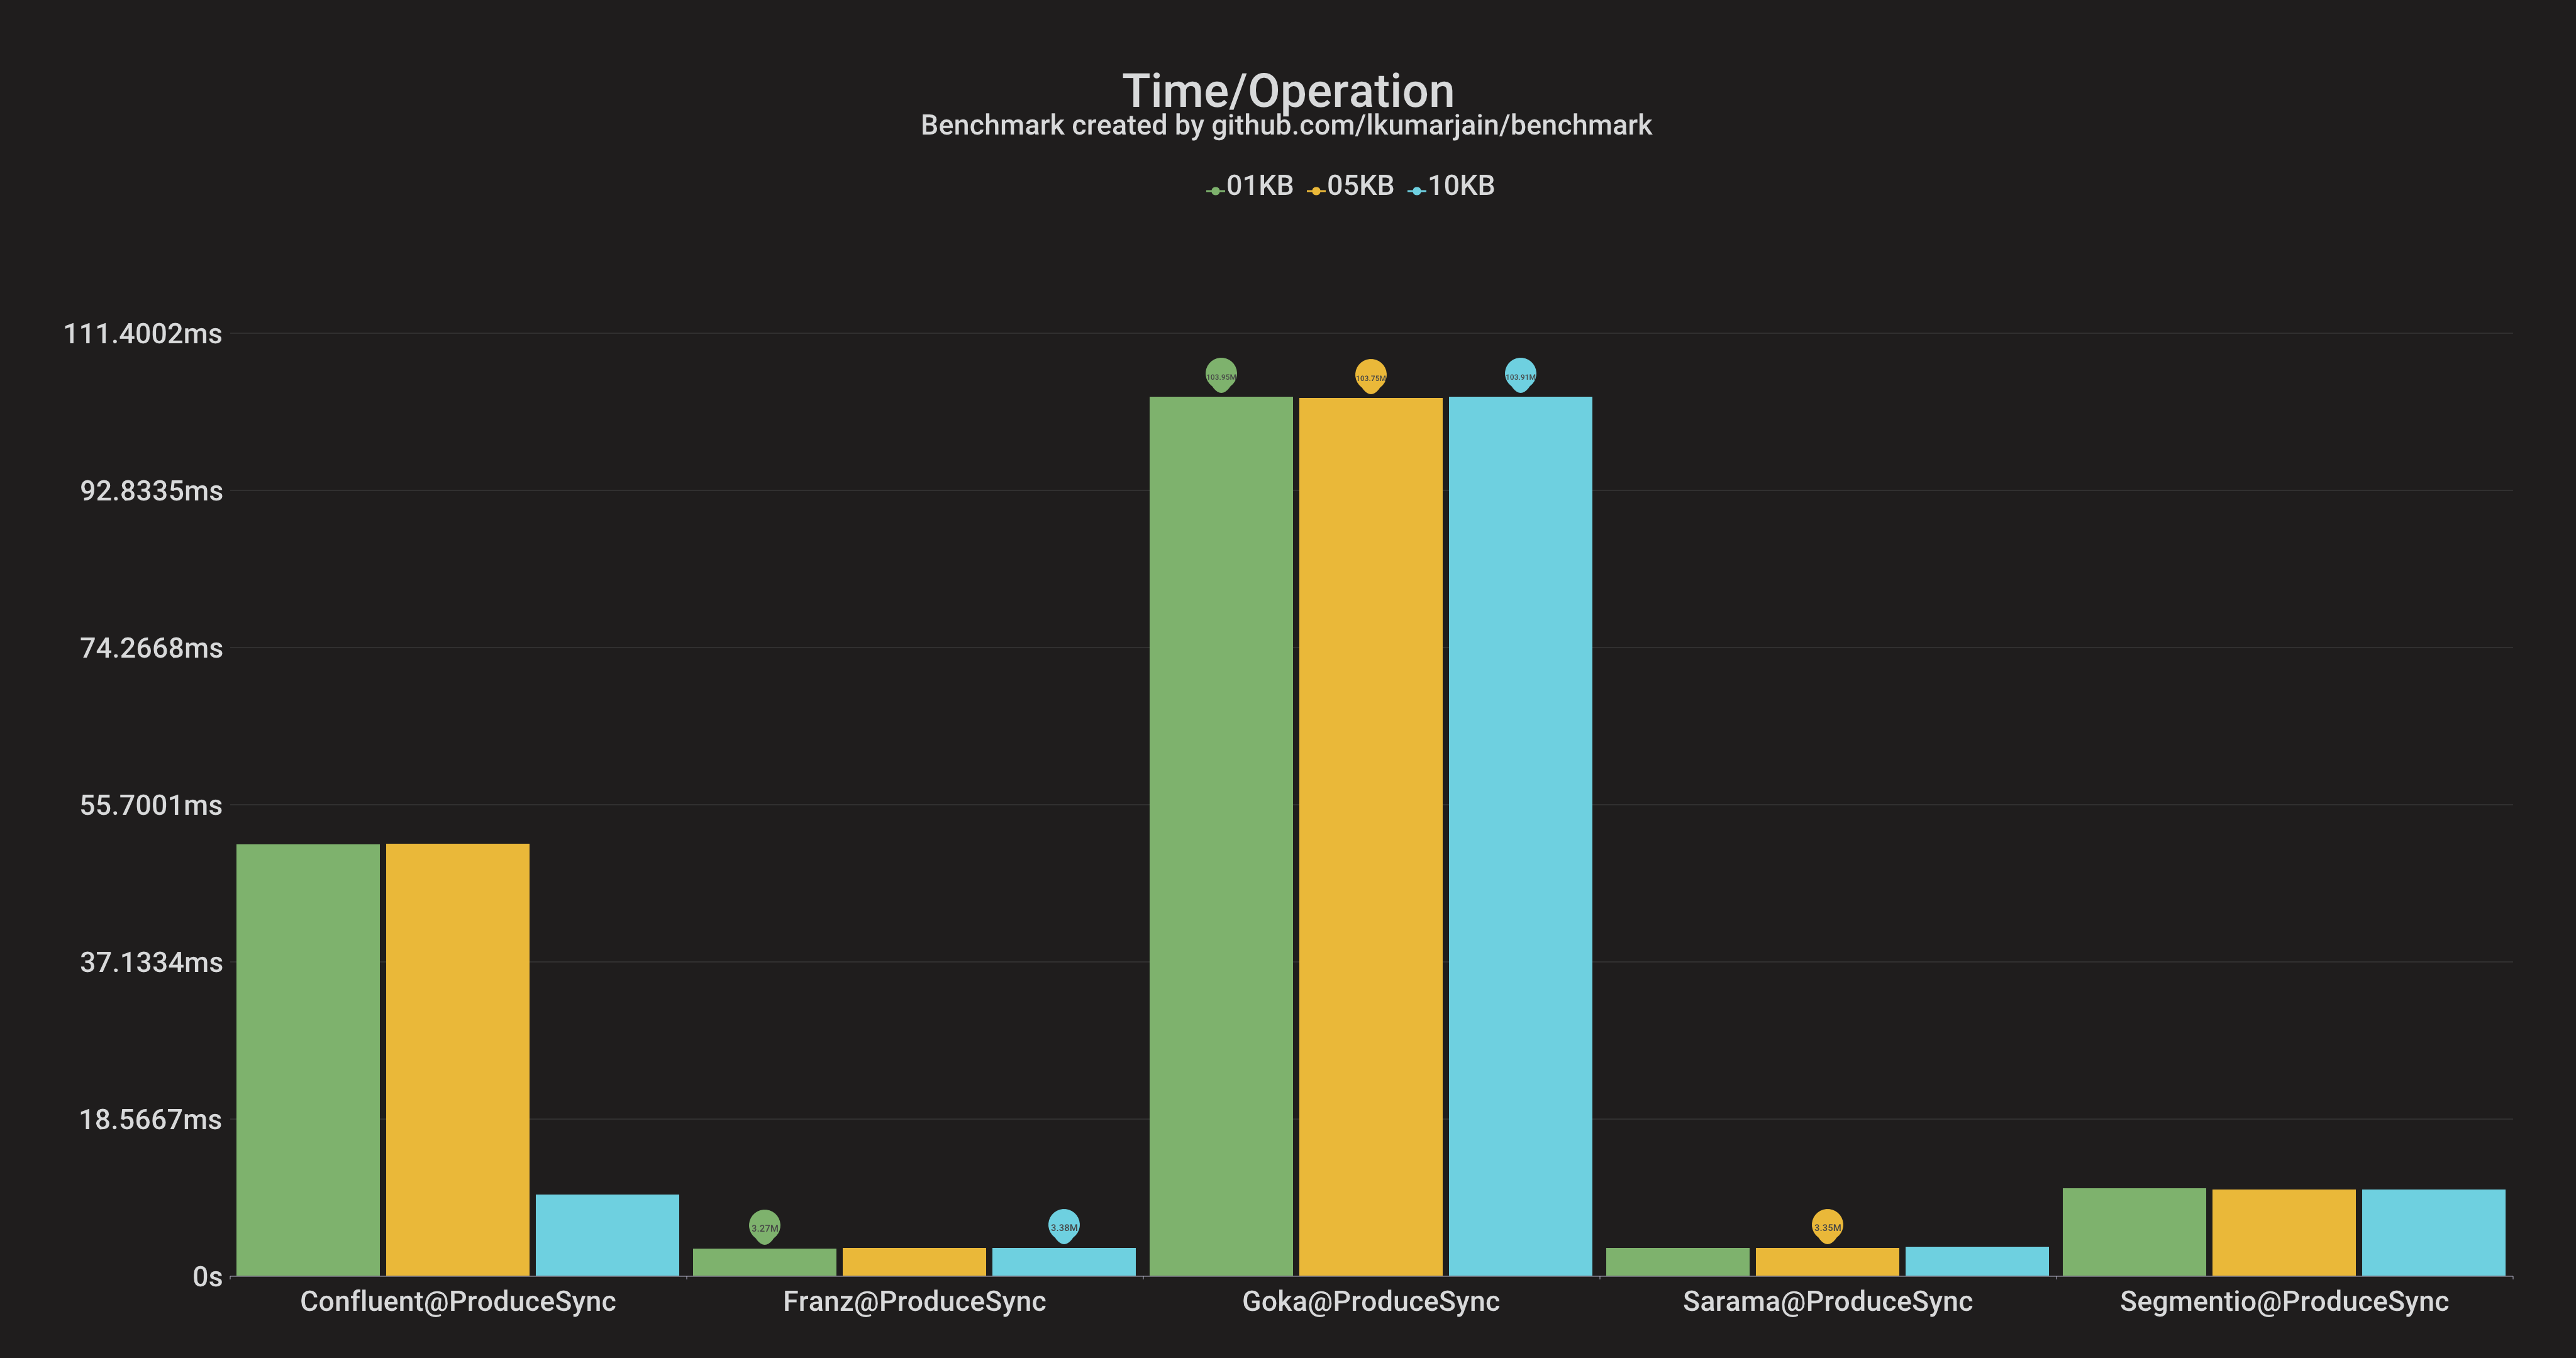 Time/Operation
Benchmark created by github.com/lkumarjain/benchmark
01KB 05KB 10KB
111.4002ms
103.95M 103.75M 103.91M
92.8335ms
74.2668ms
55.7001ms
37.1334ms
18.5667ms
3.27M 3.38M 3.35M
0s
Confluent@ProduceSync Franz@ProduceSync Goka@ProduceSync Sarama@ProduceSync Segmentio@ProduceSync